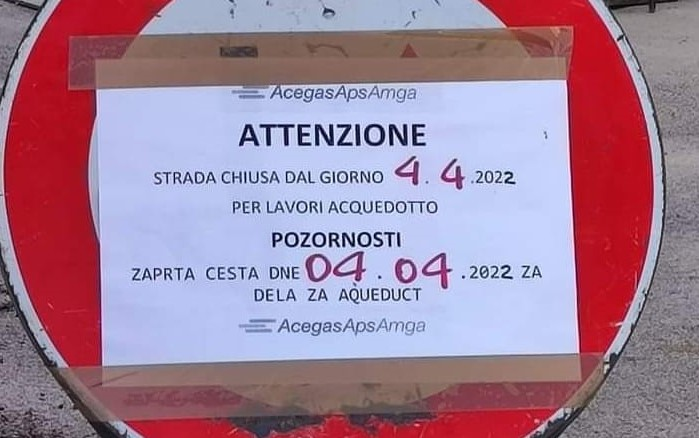 AcegasApsAmga
ATTENZIONE
STRADA CHIUSA DAL GIORNO 4.4.2022
PER LAVORI ACQUEDOTTO
POZORNOSTI
ZAPRTA CESTA DNE 04.04.2022 ZA
DELA ZA AQUEDUCT
AcegasApsAmga